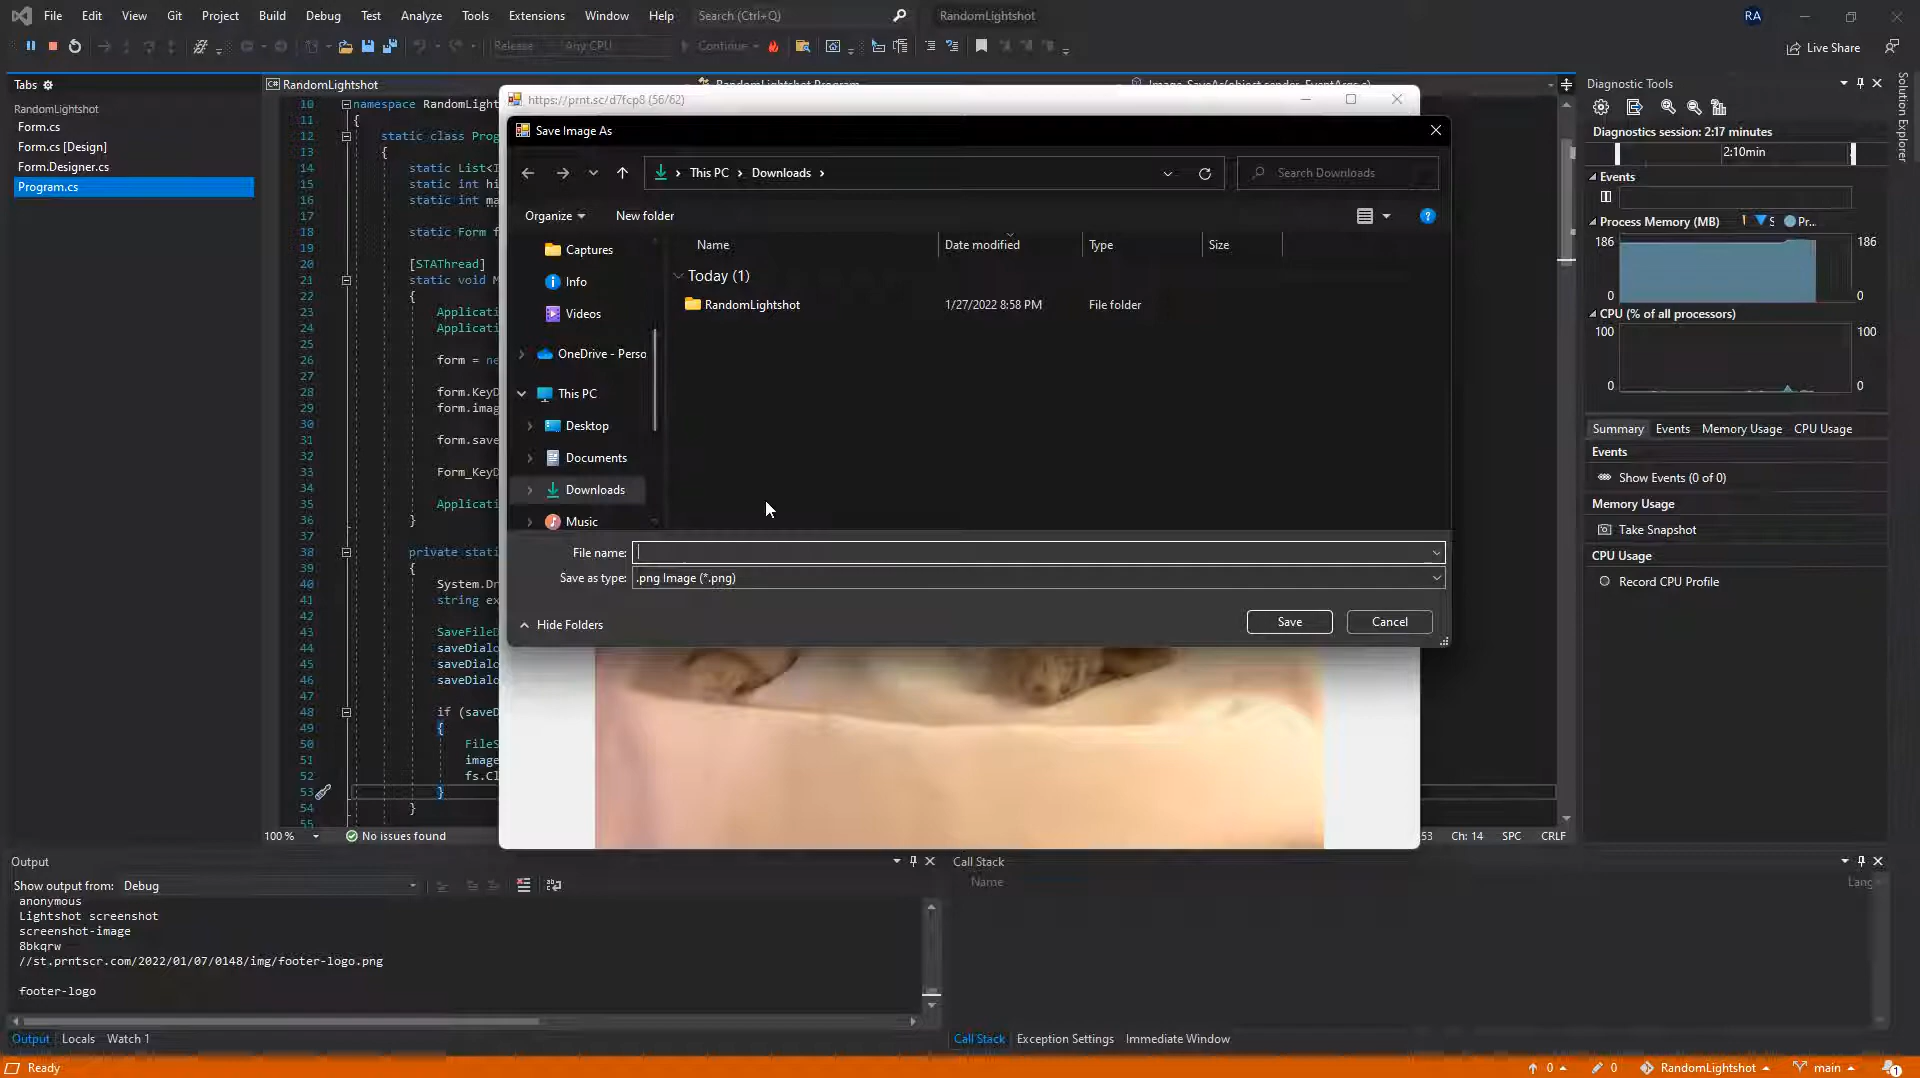 File Edit View Git Project Build Debug Test Analyze Tools Extensions Window Help Search (Ctrl+Q) RandomLightshot RA
Release Any CPU Continue Live Share
Tabs
RandomLightshot
Form.cs
Form.cs [Design]
Form.Designer.cs
Program.cs
RandomLightshot RandomLightshot.Program Image_SaveAs(object sender, EventArgs e)
10 namespace RandomLight
11 {
12 static class Prog
13 {
14 static List<I
15 static int hi
16 static int ma
17
18 static Form f
19
20 [STAThread]
21 static void M
22 {
23 Applicati
24 Applicati
25
26 form = ne
27
28 form.KeyD
29 form.imag
30
31 form.save
32
33 Form_KeyD
34
35 Applicati
36 }
37
38 private stati
39 {
40 System.Dr
41 string ex
42
43 SaveFileD
44 saveDialo
45 saveDialo
46 saveDialo
47
48 if (saveD
49 {
50 FileS
51 image
52 fs.Cl
53 }
54 }
55
100 % No issues found 53 Ch: 14 SPC CRLF
https://prnt.sc/d7fcp8 (56/62)
Save Image As
This PC Downloads Search Downloads
Organize New folder
Captures
Info
Videos
OneDrive - Perso
This PC
Desktop
Documents
Downloads
Music
Name Date modified Type Size
Today (1)
RandomLightshot 1/27/2022 8:58 PM File folder
File name:
Save as type: .png Image (*.png)
Hide Folders Save Cancel
Diagnostic Tools
Diagnostics session: 2:17 minutes
2:10min
Events
Process Memory (MB) S Pr...
186 186
0 0
CPU (% of all processors)
100 100
0 0
Summary Events Memory Usage CPU Usage
Events
Show Events (0 of 0)
Memory Usage
Take Snapshot
CPU Usage
Record CPU Profile
Solution Explorer
Output
Show output from: Debug
anonymous
Lightshot screenshot
screenshot-image
8bkqrw
//st.prntscr.com/2022/01/07/0148/img/footer-logo.png
footer-logo
Output Locals Watch 1
Call Stack
Name Lang
Call Stack Exception Settings Immediate Window
Ready 0 0 RandomLightshot main 1